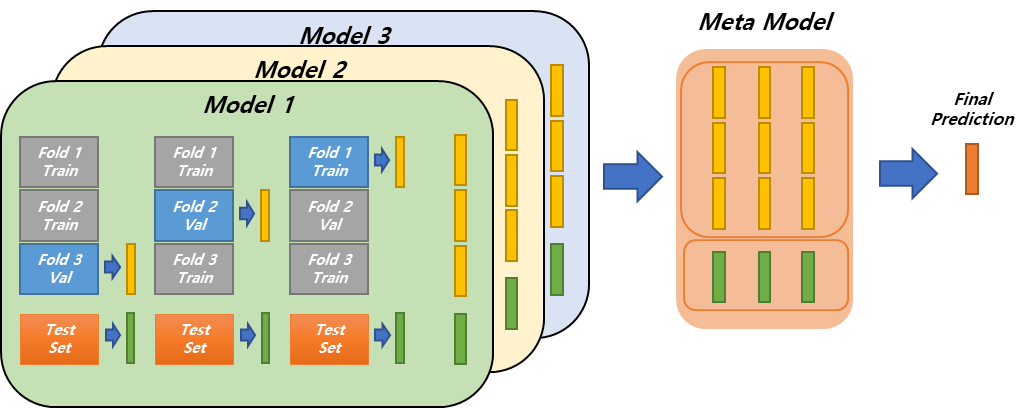 Model 3
Model 2
Model 1
Meta Model
Final
Prediction
Fold 1
Train
Fold 1
Train
Fold 1
Train
Fold 2
Train
Fold 2
Val
Fold 2
Val
Fold 3
Val
Fold 3
Train
Fold 3
Train
Test
Set
Test
Set
Test
Set